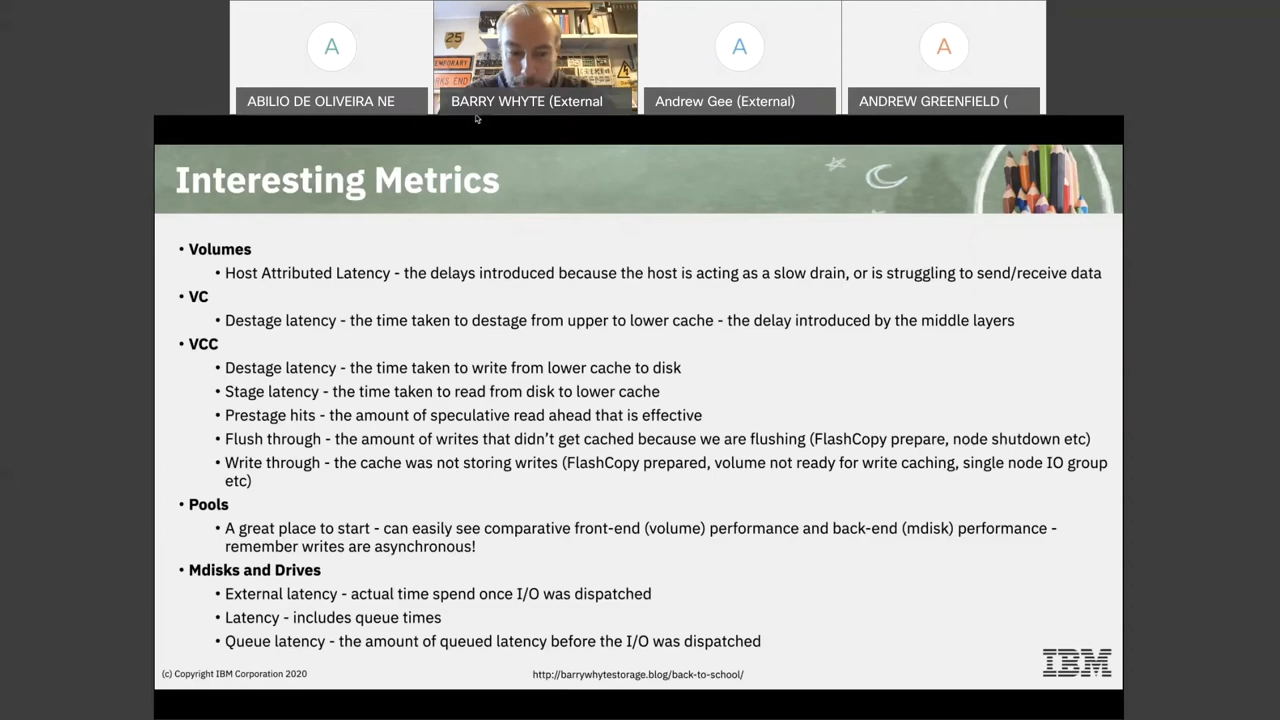 A
A
A
25
TEMPORARY
RKS END
ABILIO DE OLIVEIRA NE
BARRY WHYTE (External
Andrew Gee (External)
ANDREW GREENFIELD (
Interesting Metrics
• Volumes
• Host Attributed Latency - the delays introduced because the host is acting as a slow drain, or is struggling to send/receive data
• VC
• Destage latency - the time taken to destage from upper to lower cache - the delay introduced by the middle layers
• VCC
• Destage latency - the time taken to write from lower cache to disk
• Stage latency - the time taken to read from disk to lower cache
• Prestage hits - the amount of speculative read ahead that is effective
• Flush through - the amount of writes that didn’t get cached because we are flushing (FlashCopy prepare, node shutdown etc)
• Write through - the cache was not storing writes (FlashCopy prepared, volume not ready for write caching, single node IO group
etc)
• Pools
• A great place to start - can easily see comparative front-end (volume) performance and back-end (mdisk) performance -
remember writes are asynchronous!
• Mdisks and Drives
• External latency - actual time spend once I/O was dispatched
• Latency - includes queue times
• Queue latency - the amount of queued latency before the I/O was dispatched
(c) Copyright IBM Corporation 2020
http://barrywhytestorage.blog/back-to-school/
IBM